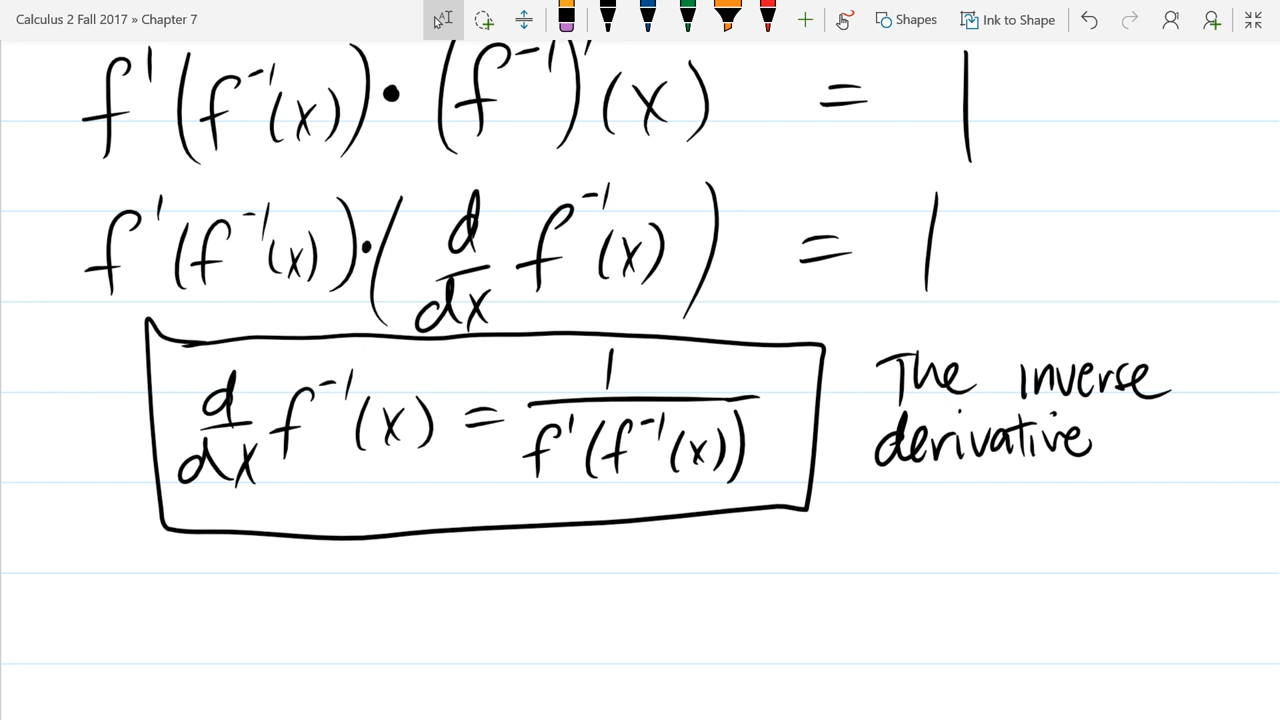 Calculus 2 Fall 2017 » Chapter 7
Shapes
Ink to Shape
f'(f⁻¹(x)) • (f⁻¹)'(x) = 1
f'(f⁻¹(x)) • (d/dx f⁻¹(x)) = 1
d/dx f⁻¹(x) = 1/f'(f⁻¹(x))
The inverse
derivative